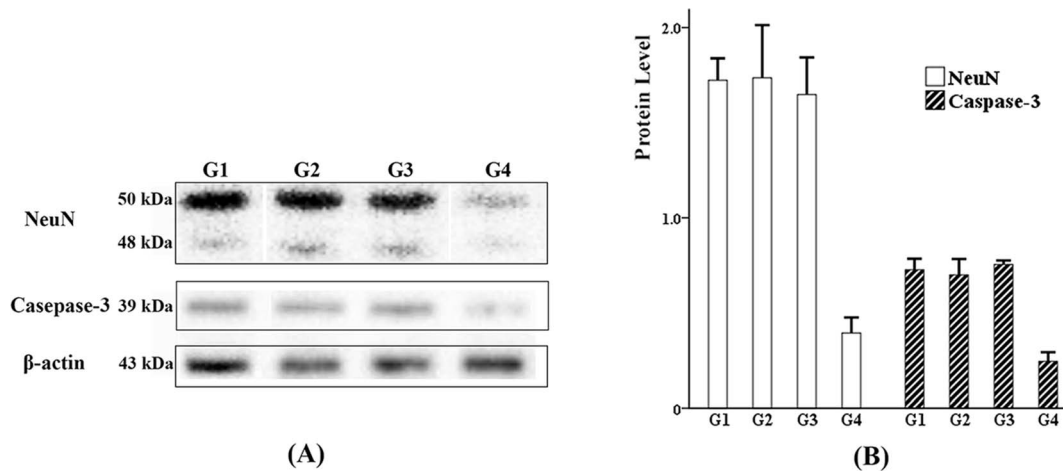 G1 G2 G3 G4
NeuN
50 kDa
48 kDa
Casepase-3 39 kDa
β-actin 43 kDa
(A)
Protein Level
2.0
1.0
0
NeuN
Caspase-3
G1 G2 G3 G4 G1 G2 G3 G4
(B)